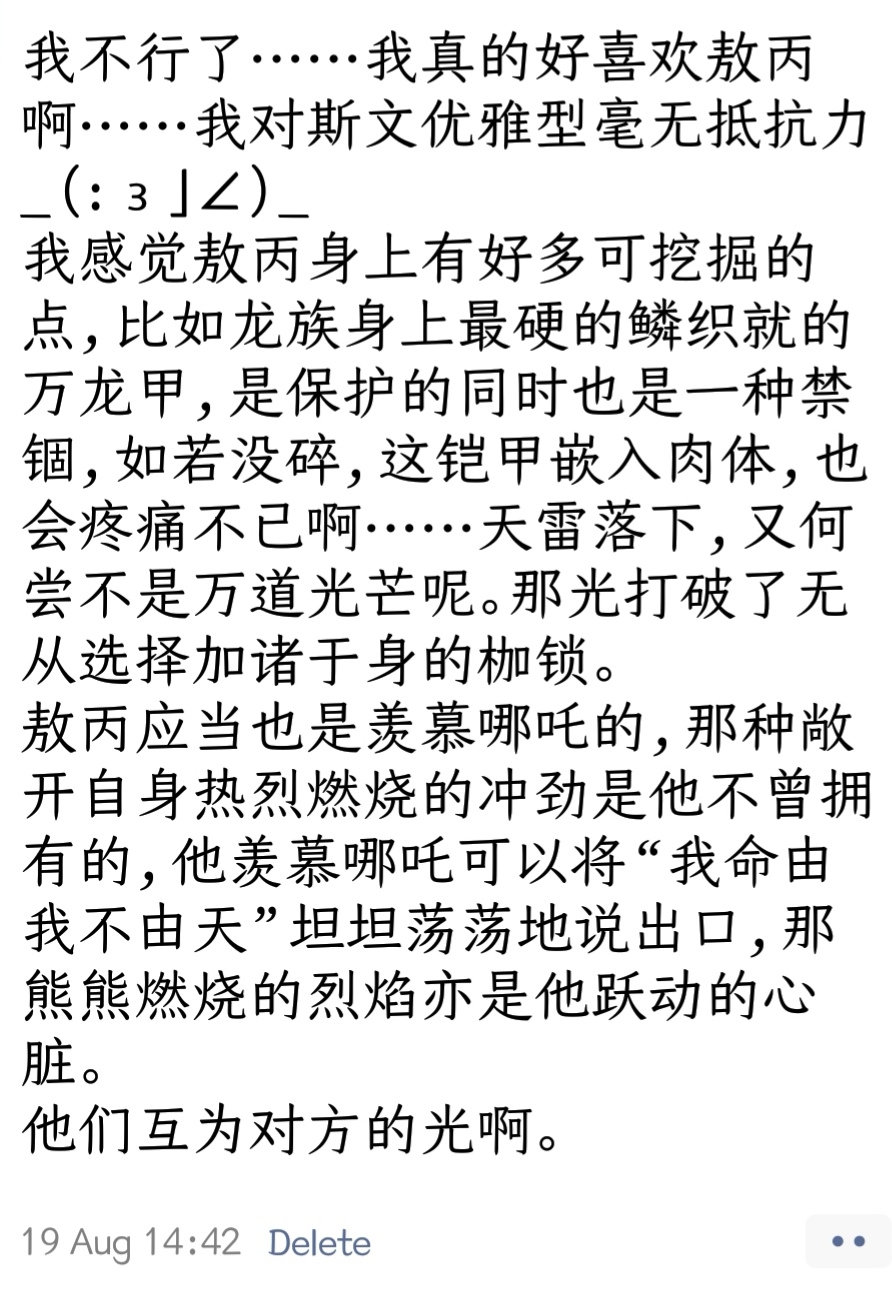 我不行了……我真的好喜欢敖丙
啊……我对斯文优雅型毫无抵抗力
_(: з 」∠)_
我感觉敖丙身上有好多可挖掘的
点,比如龙族身上最硬的鳞织就的
万龙甲,是保护的同时也是一种禁
锢,如若没碎,这铠甲嵌入肉体,也
会疼痛不已啊……天雷落下,又何
尝不是万道光芒呢。那光打破了无
从选择加诸于身的枷锁。
敖丙应当也是羡慕哪吒的,那种敞
开自身热烈燃烧的冲劲是他不曾拥
有的,他羡慕哪吒可以将“我命由
我不由天”坦坦荡荡地说出口,那
熊熊燃烧的烈焰亦是他跃动的心
脏。
他们互为对方的光啊。
19 Aug 14:42 Delete